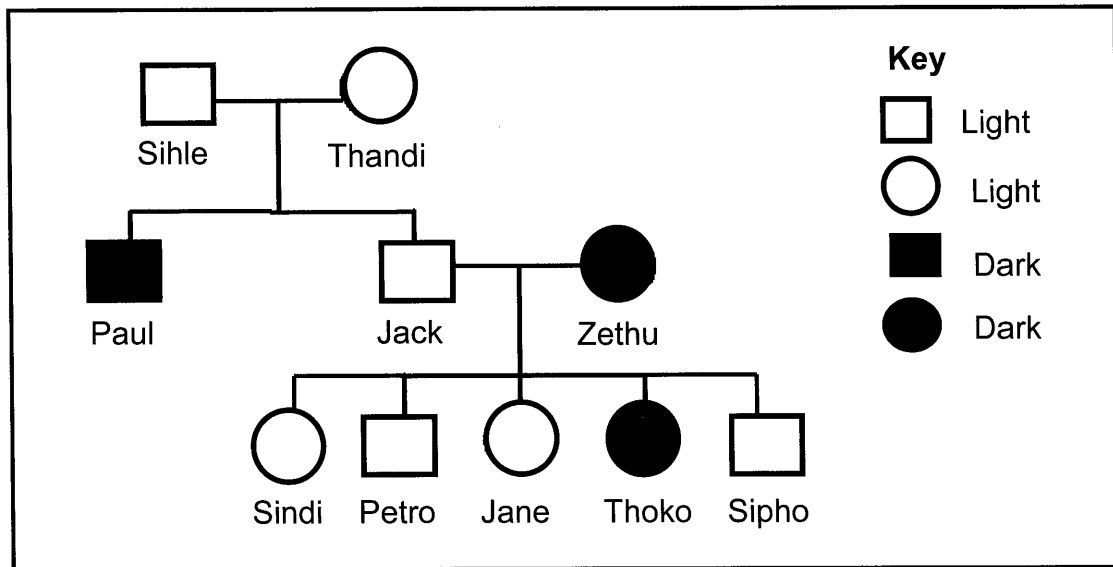 Key
Light
Light
Dark
Dark
Sihle
Thandi
Paul
Jack
Zethu
Sindi
Petro
Jane
Thoko
Sipho